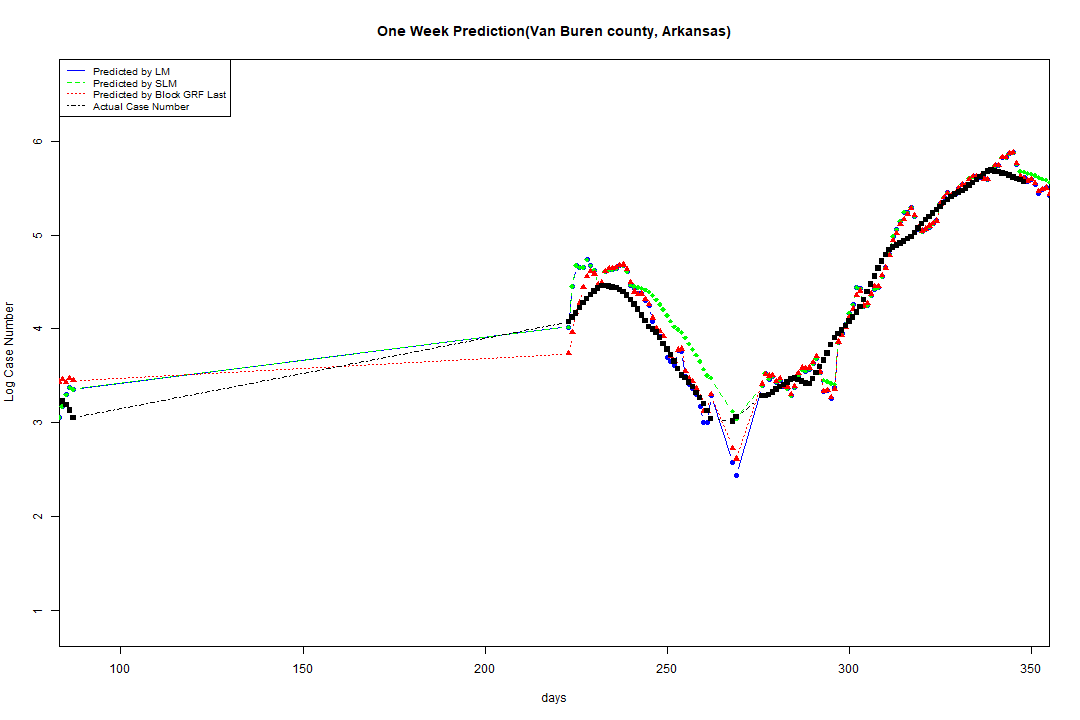 One Week Prediction(Van Buren county, Arkansas)
Predicted by LM
Predicted by SLM
Predicted by Block GRF Last
Actual Case Number
Log Case Number
6
5
4
3
2
1
100 150 200 250 300 350
days